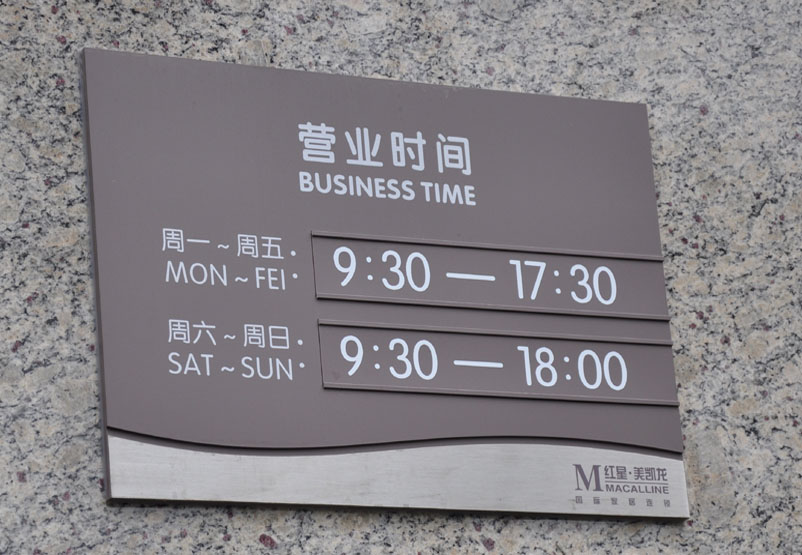 营业时间
BUSINESS TIME
周一~周五
MON~FEI
9:30 — 17:30
周六~周日
SAT~SUN
9:30 — 18:00
M 红星·美凯龙
MACALLINE